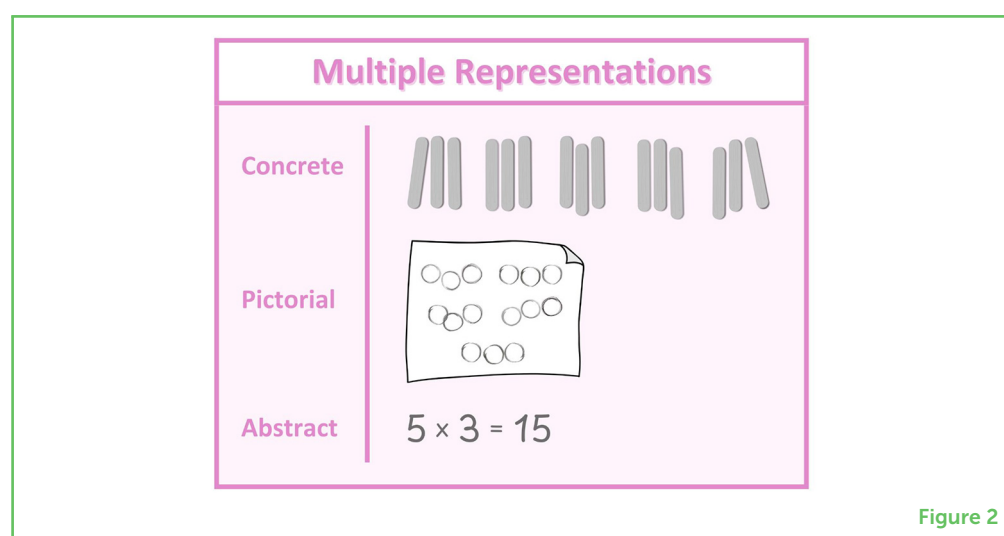 Multiple Representations
Concrete
Pictorial
Abstract
5 × 3 = 15
Figure 2